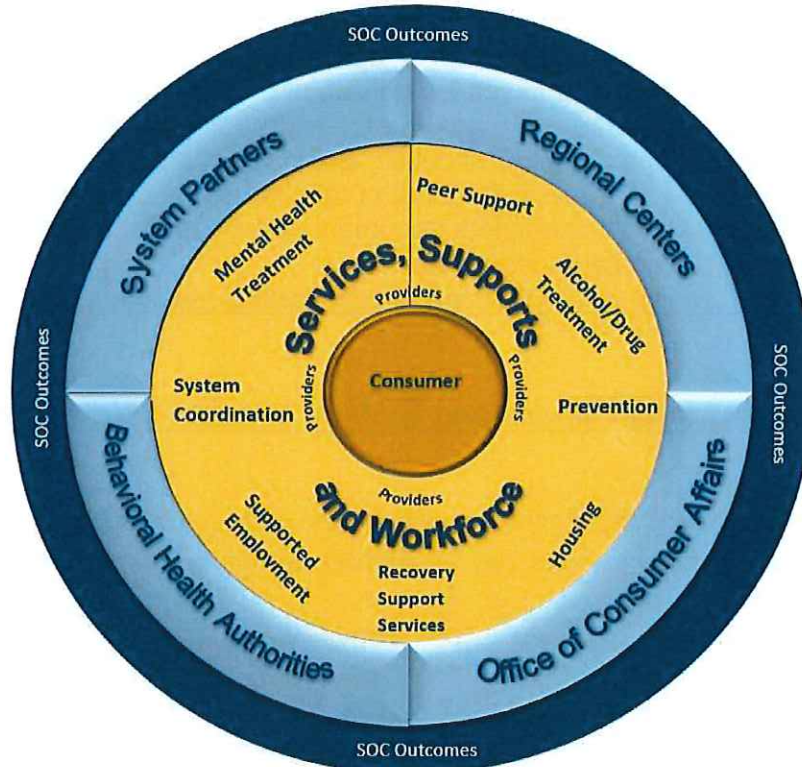 SOC Outcomes
System Partners
Regional Centers
Peer Support
Mental Health
Treatment
Alcohol/Drug
Treatment
Services, Supports
Providers
SOC Outcomes
System
Coordination
Providers
Consumer
Providers
Prevention
SOC Outcomes
Providers
and Workforce
Supported
Employment
Recovery
Support
Services
Housing
Behavioral Health Authorities
Office of Consumer Affairs
SOC Outcomes